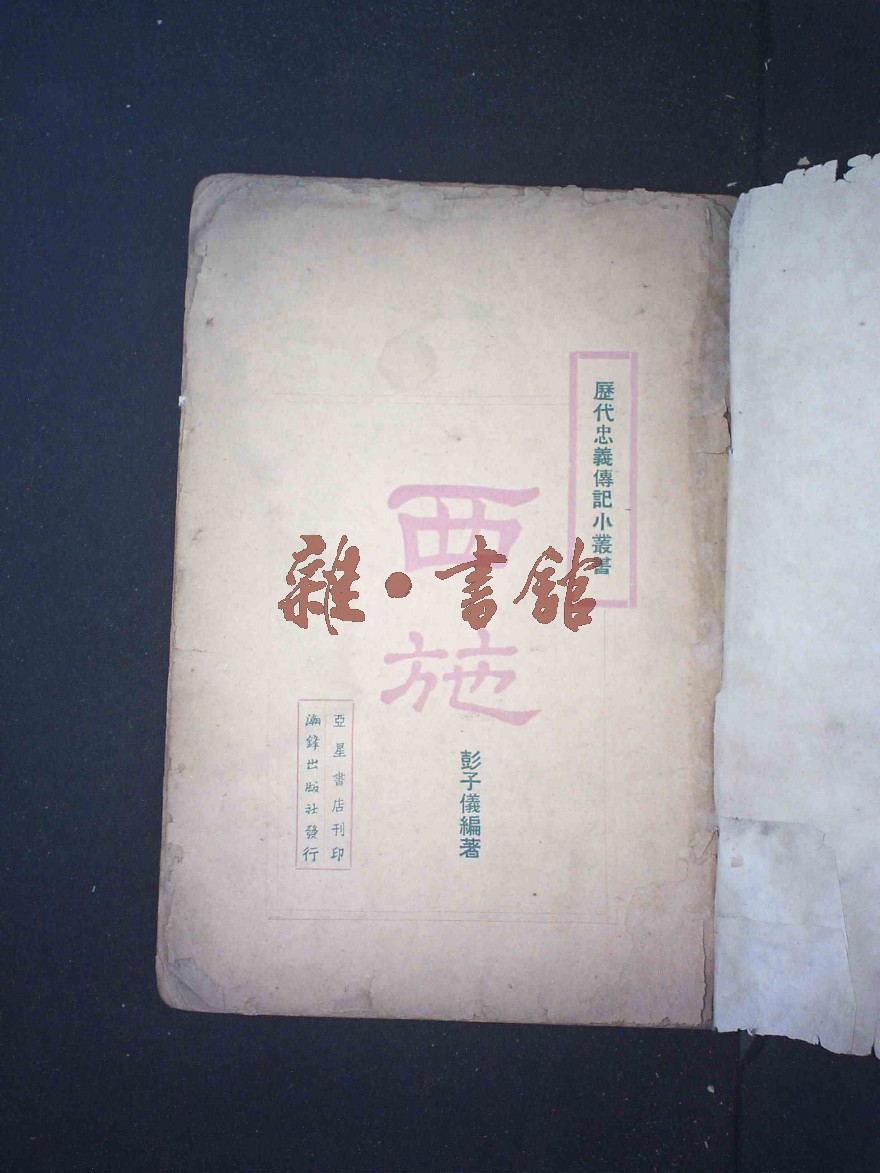 歷代忠義傳記小叢書
西施
彭子儀編著
亞星書店刊印
瀚鋒出版社發行
雜·書館